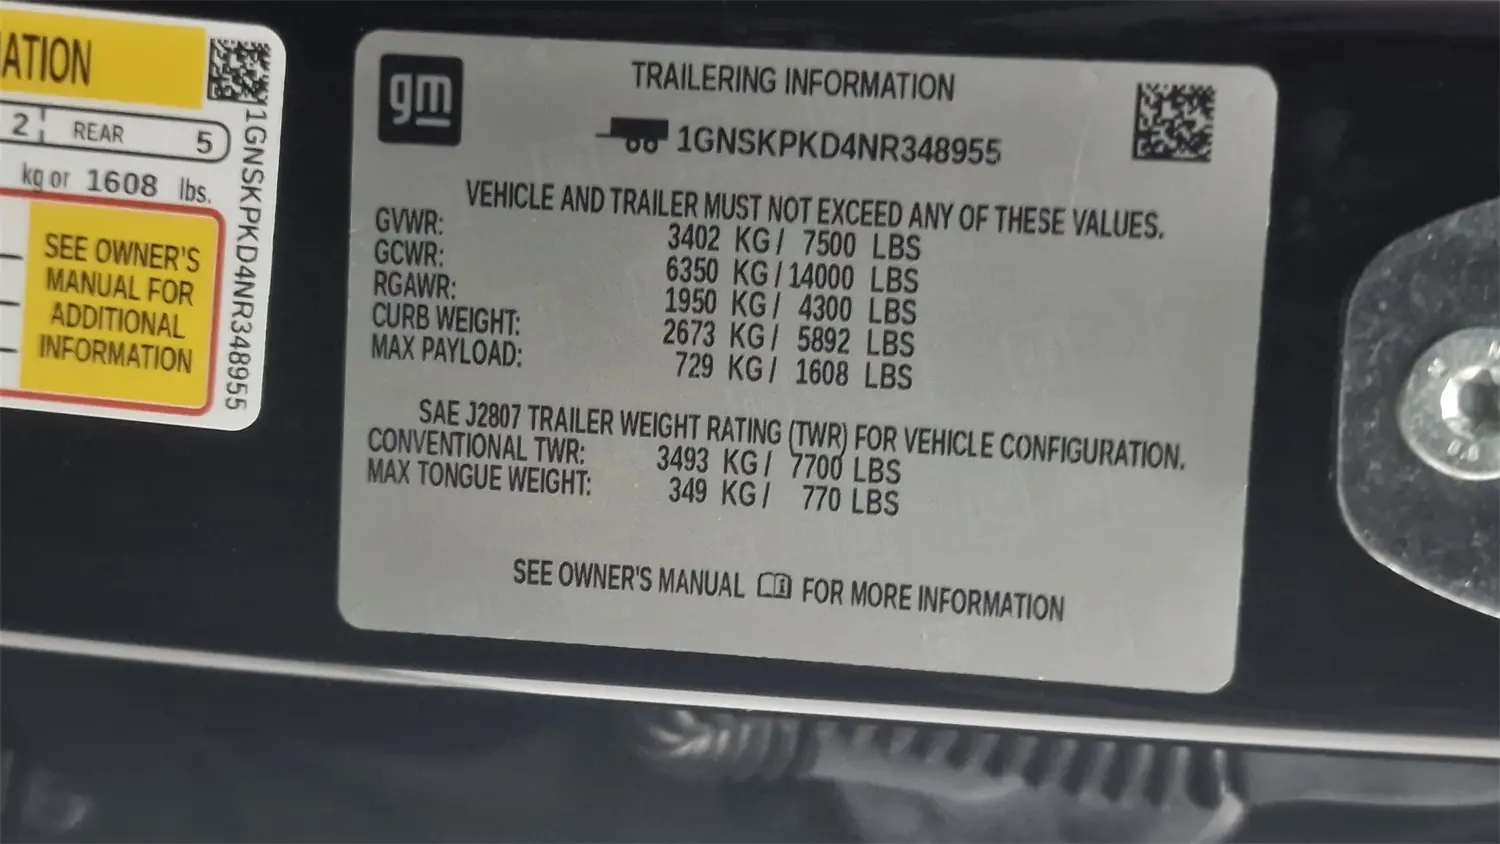 ATION
2 REAR 5
kg or 1608 lbs.
SEE OWNER'S
MANUAL FOR
ADDITIONAL
INFORMATION
1GNSKPKD4NR348955
gm
TRAILERING INFORMATION
1GNSKPKD4NR348955
VEHICLE AND TRAILER MUST NOT EXCEED ANY OF THESE VALUES.
GVWR: 3402 KG / 7500 LBS
GCWR: 6350 KG / 14000 LBS
RGAWR: 1950 KG / 4300 LBS
CURB WEIGHT: 2673 KG / 5892 LBS
MAX PAYLOAD: 729 KG / 1608 LBS
SAE J2807 TRAILER WEIGHT RATING (TWR) FOR VEHICLE CONFIGURATION.
CONVENTIONAL TWR: 3493 KG / 7700 LBS
MAX TONGUE WEIGHT: 349 KG / 770 LBS
SEE OWNER'S MANUAL FOR MORE INFORMATION